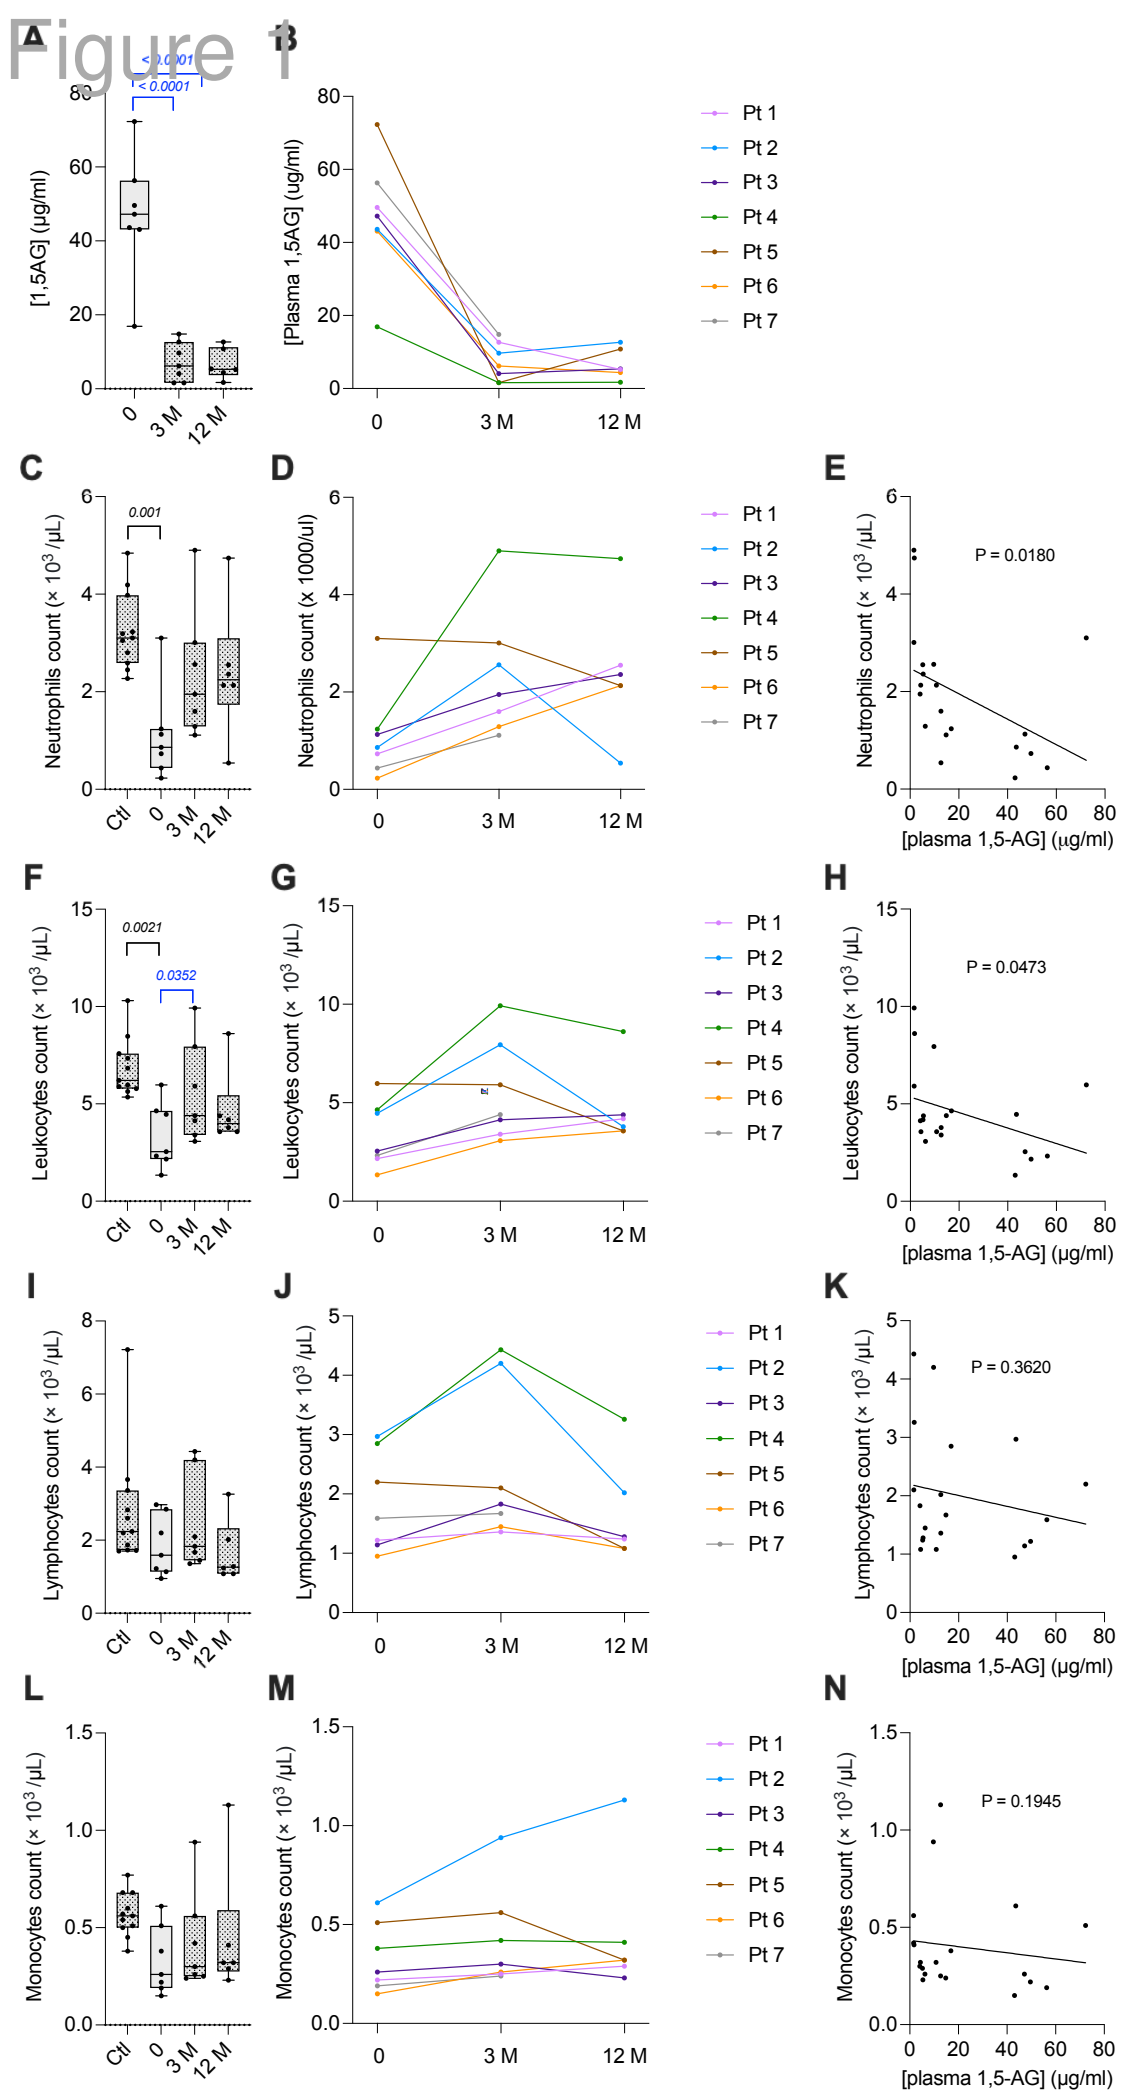 Figure 1
A
B
< 0.0001
< 0.0001
[1,5AG] (µg/ml)
80
60
40
20
0
0
3 M
12 M
[Plasma 1,5AG] (ug/ml)
80
60
40
20
0
0
3 M
12 M
Pt 1
Pt 2
Pt 3
Pt 4
Pt 5
Pt 6
Pt 7
C
D
E
Neutrophils count (× 10³ /µL)
6
4
2
0
0.001
Ctl
0
3 M
12 M
Neutrophils count (x 1000/ul)
6
4
2
0
0
3 M
12 M
Pt 1
Pt 2
Pt 3
Pt 4
Pt 5
Pt 6
Pt 7
Neutrophils count (× 10³ /µL)
6
4
2
0
P = 0.0180
0
20
40
60
80
[plasma 1,5-AG] (µg/ml)
F
G
H
Leukocytes count (× 10³ /µL)
15
10
5
0
0.0021
0.0352
Ctl
0
3 M
12 M
Leukocytes count (× 10³ /µL)
15
10
5
0
0
3 M
12 M
Pt 1
Pt 2
Pt 3
Pt 4
Pt 5
Pt 6
Pt 7
Leukocytes count (× 10³ /µL)
15
10
5
0
P = 0.0473
0
20
40
60
80
[plasma 1,5-AG] (µg/ml)
I
J
K
Lymphocytes count (× 10³ /µL)
8
6
4
2
0
Ctl
0
3 M
12 M
Lymphocytes count (× 10³ /µL)
5
4
3
2
1
0
0
3 M
12 M
Pt 1
Pt 2
Pt 3
Pt 4
Pt 5
Pt 6
Pt 7
Lymphocytes count (× 10³ /µL)
5
4
3
2
1
0
P = 0.3620
0
20
40
60
80
[plasma 1,5-AG] (µg/ml)
L
M
N
Monocytes count (× 10³ /µL)
1.5
1.0
0.5
0.0
Ctl
0
3 M
12 M
Monocytes count (× 10³ /µL)
1.5
1.0
0.5
0.0
0
3 M
12 M
Pt 1
Pt 2
Pt 3
Pt 4
Pt 5
Pt 6
Pt 7
Monocytes count (× 10³ /µL)
1.5
1.0
0.5
0.0
P = 0.1945
0
20
40
60
80
[plasma 1,5-AG] (µg/ml)